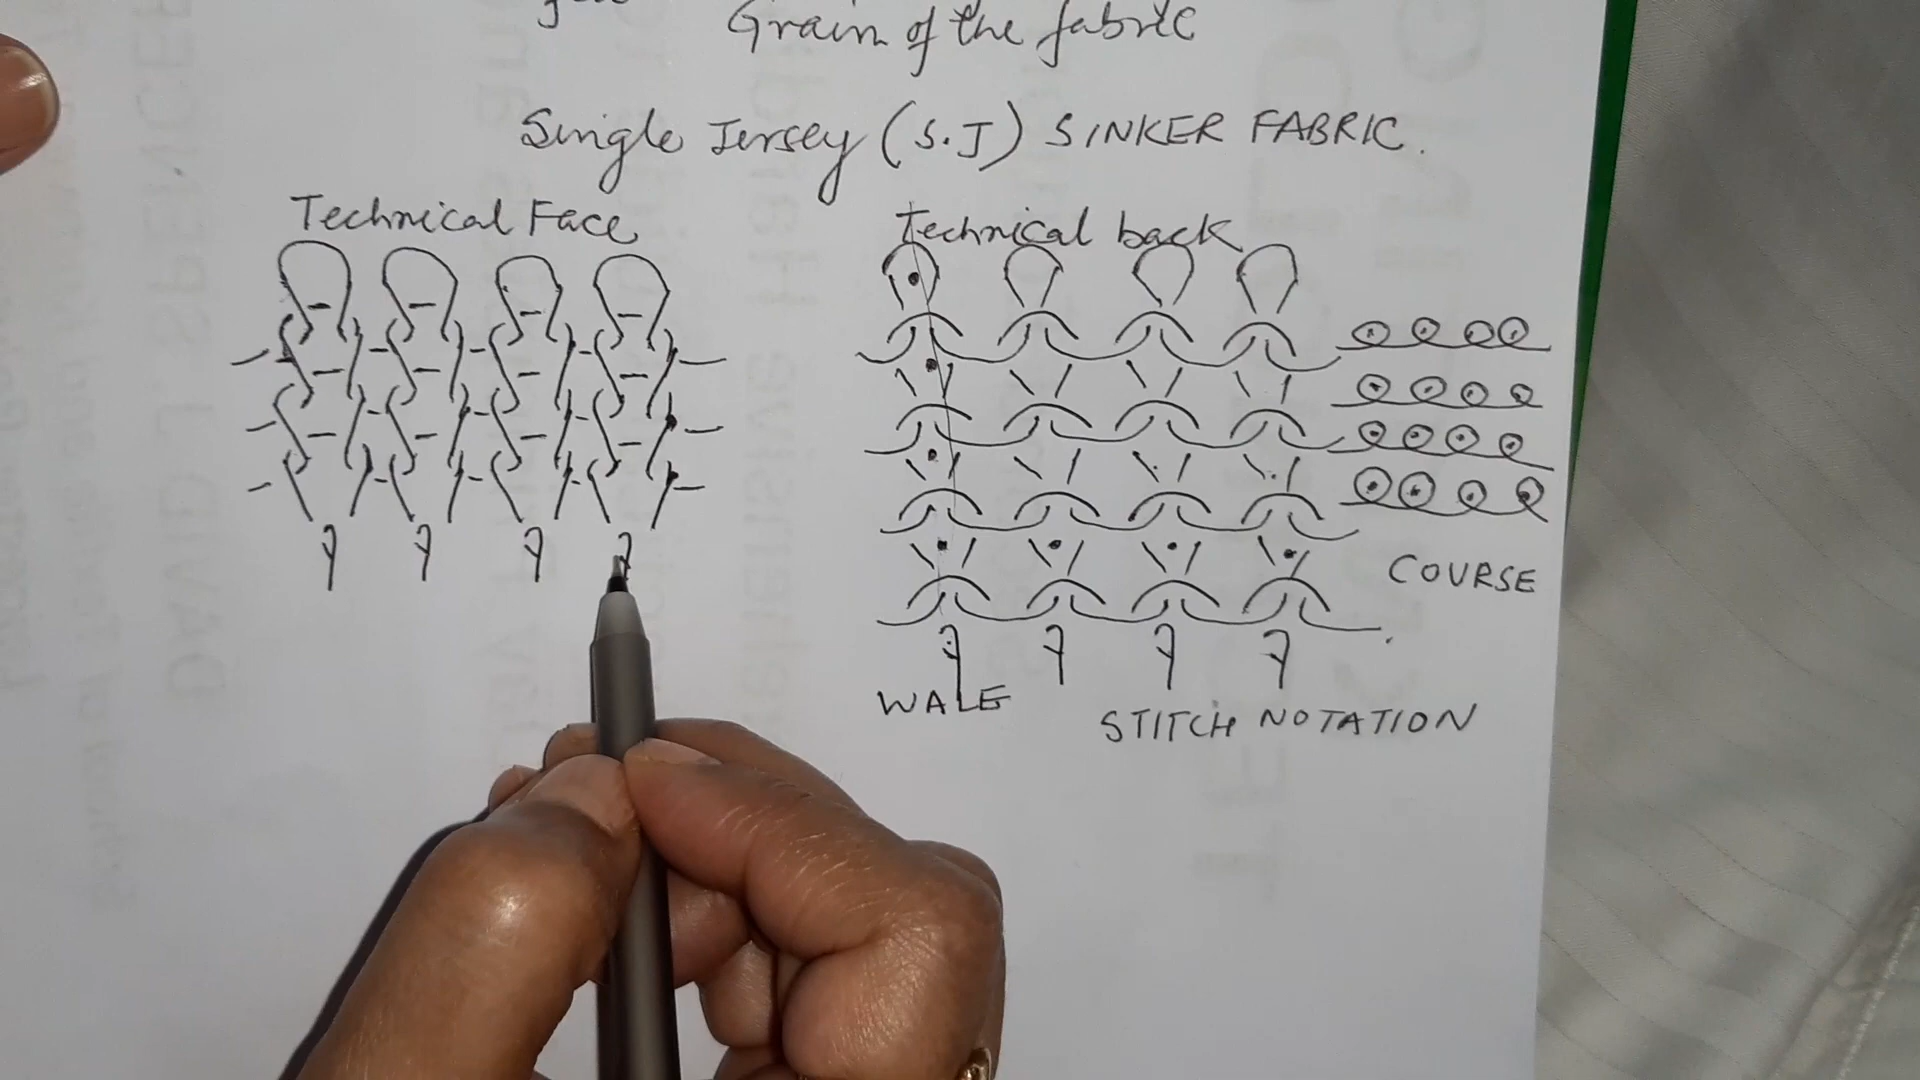 Grain of the fabric
Single Jersey (S.J) SINKER FABRIC.
Technical Face
Technical back
COURSE
WALE
STITCH NOTATION